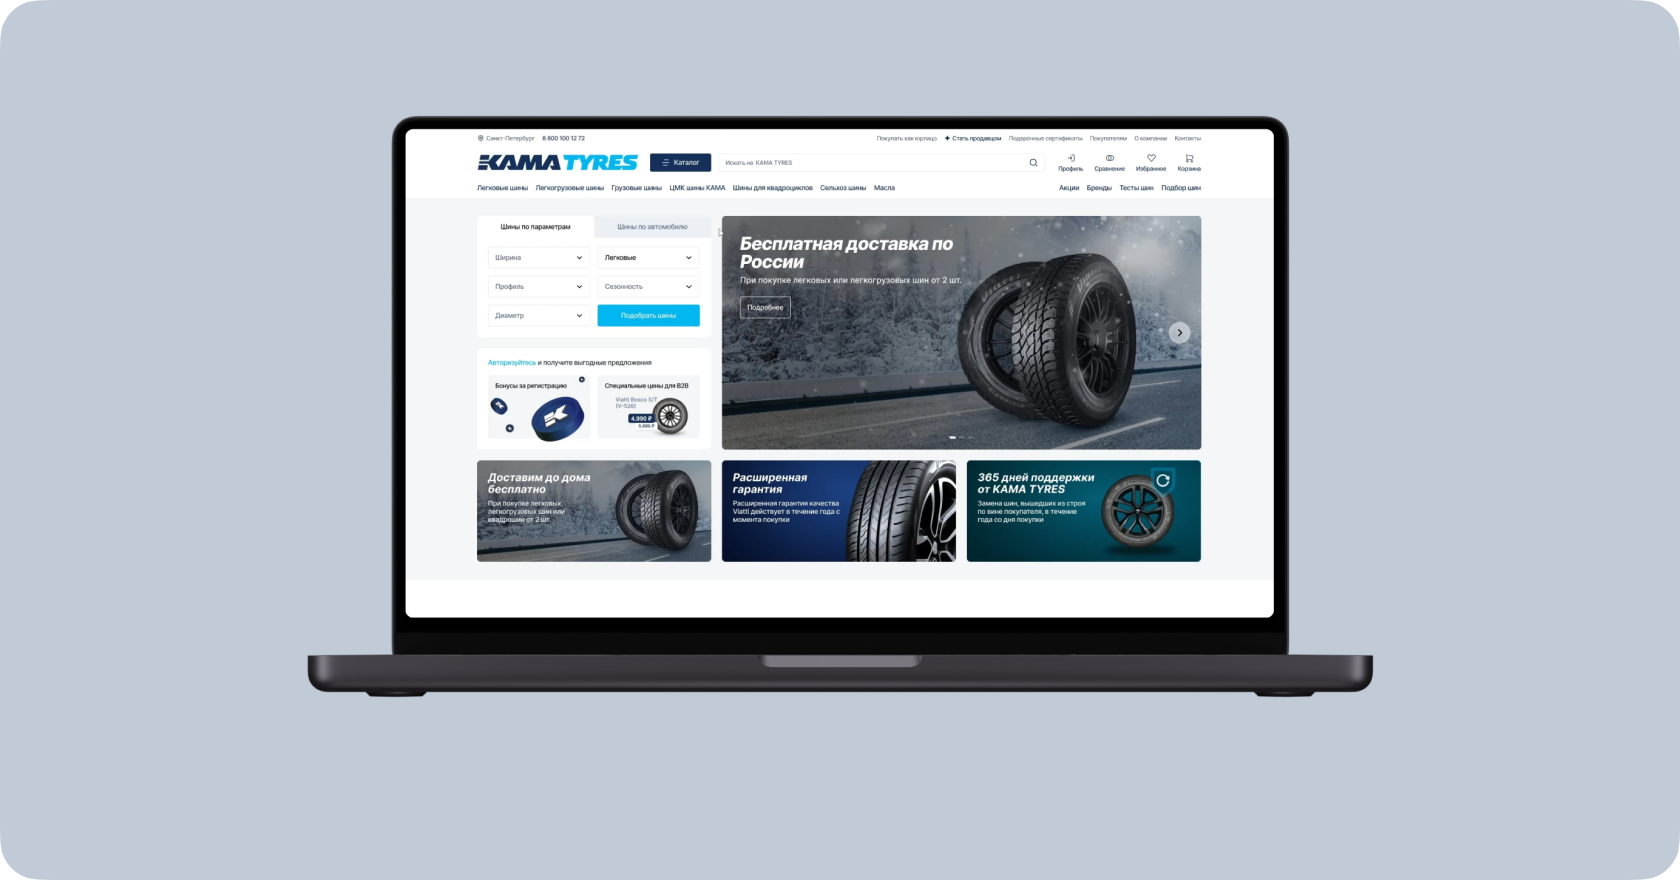 Санкт-Петербург 8 800 100 12 72
Покупать как юрлицо Стать продавцом Подарочные сертификаты Покупателям О компании Контакты
KAMA TYRES
Каталог
Искать на KAMA TYRES
Профиль Сравнение Избранное Корзина
Легковые шины Легкогрузовые шины Грузовые шины ЦМК шины КАМА Шины для квадроциклов Сельхоз шины Масла
Акции Бренды Тесты шин Подбор шин
Шины по параметрам Шины по автомобилю
Ширина Легковые
Профиль Сезонность
Диаметр Подобрать шины
Авторизуйтесь и получите выгодные предложения
Бонусы за регистрацию
Специальные цены для B2B
Viatti Bosco S/T
(V-526)
4.990 ₽
Бесплатная доставка по
России
При покупке легковых или легкогрузовых шин от 2 шт.
Подробнее
Доставим до дома
бесплатно
При покупке легковых,
легкогрузовых шин или
квадрошин от 2 шт.
Расширенная
гарантия
Расширенная гарантия качества
Viatti действует в течение года с
момента покупки
365 дней поддержки
от KAMA TYRES
Замена шин, вышедших из строя
по вине покупателя, в течение
года со дня покупки